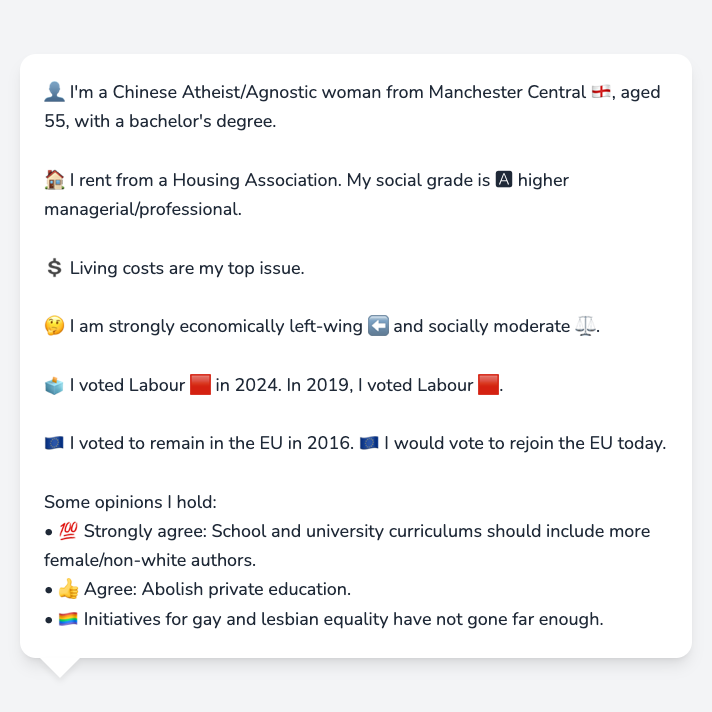 👤 I'm a Chinese Atheist/Agnostic woman from Manchester Central 🏴󠁧󠁢󠁥󠁮󠁧󠁿, aged
55, with a bachelor's degree.
🏠 I rent from a Housing Association. My social grade is 🅰 higher
managerial/professional.
💲 Living costs are my top issue.
🤔 I am strongly economically left-wing ⬅️ and socially moderate ⚖️.
🗳️ I voted Labour 🟥 in 2024. In 2019, I voted Labour 🟥.
🇪🇺 I voted to remain in the EU in 2016. 🇪🇺 I would vote to rejoin the EU today.
Some opinions I hold:
• 💯 Strongly agree: School and university curriculums should include more
female/non-white authors.
• 👍 Agree: Abolish private education.
• 🏳️‍🌈 Initiatives for gay and lesbian equality have not gone far enough.